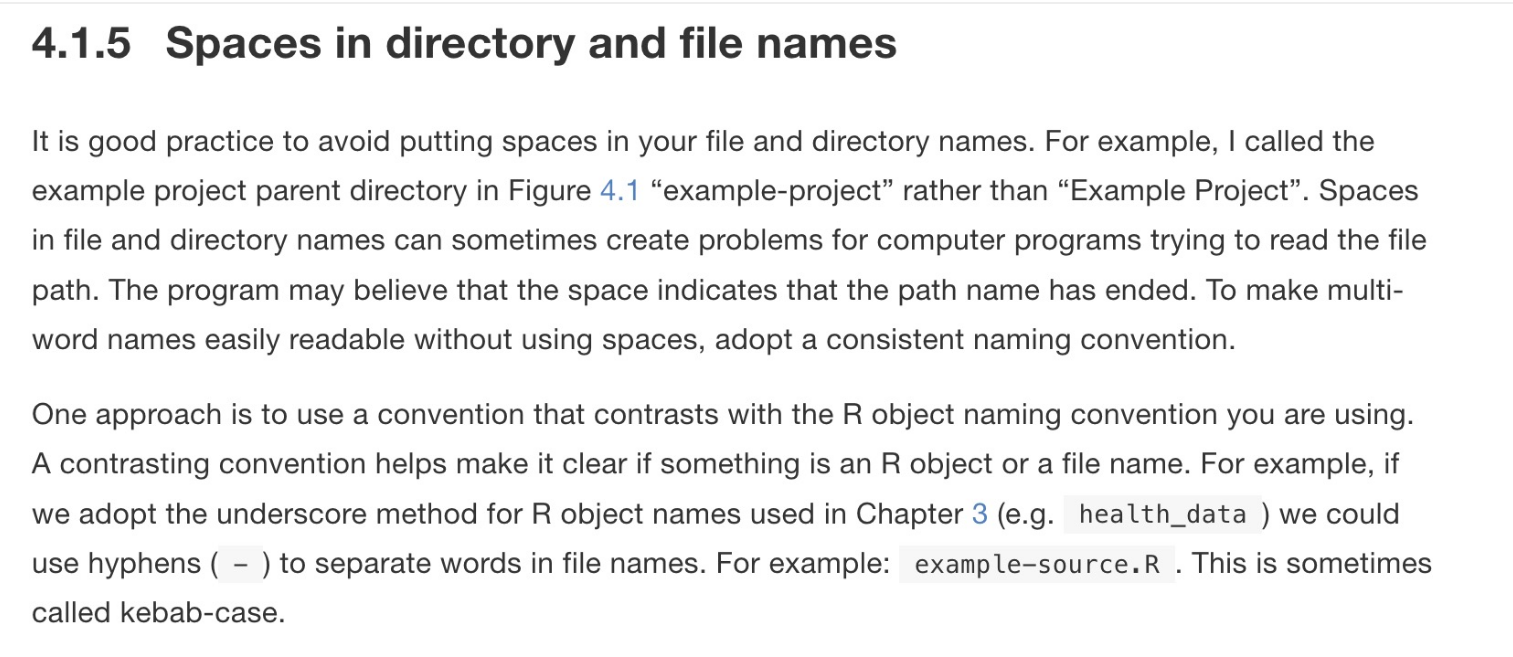 4.1.5 Spaces in directory and file names
It is good practice to avoid putting spaces in your file and directory names. For example, I called the
example project parent directory in Figure 4.1 “example-project” rather than “Example Project”. Spaces
in file and directory names can sometimes create problems for computer programs trying to read the file
path. The program may believe that the space indicates that the path name has ended. To make multi-
word names easily readable without using spaces, adopt a consistent naming convention.
One approach is to use a convention that contrasts with the R object naming convention you are using.
A contrasting convention helps make it clear if something is an R object or a file name. For example, if
we adopt the underscore method for R object names used in Chapter 3 (e.g. health_data ) we could
use hyphens ( - ) to separate words in file names. For example: example-source.R . This is sometimes
called kebab-case.